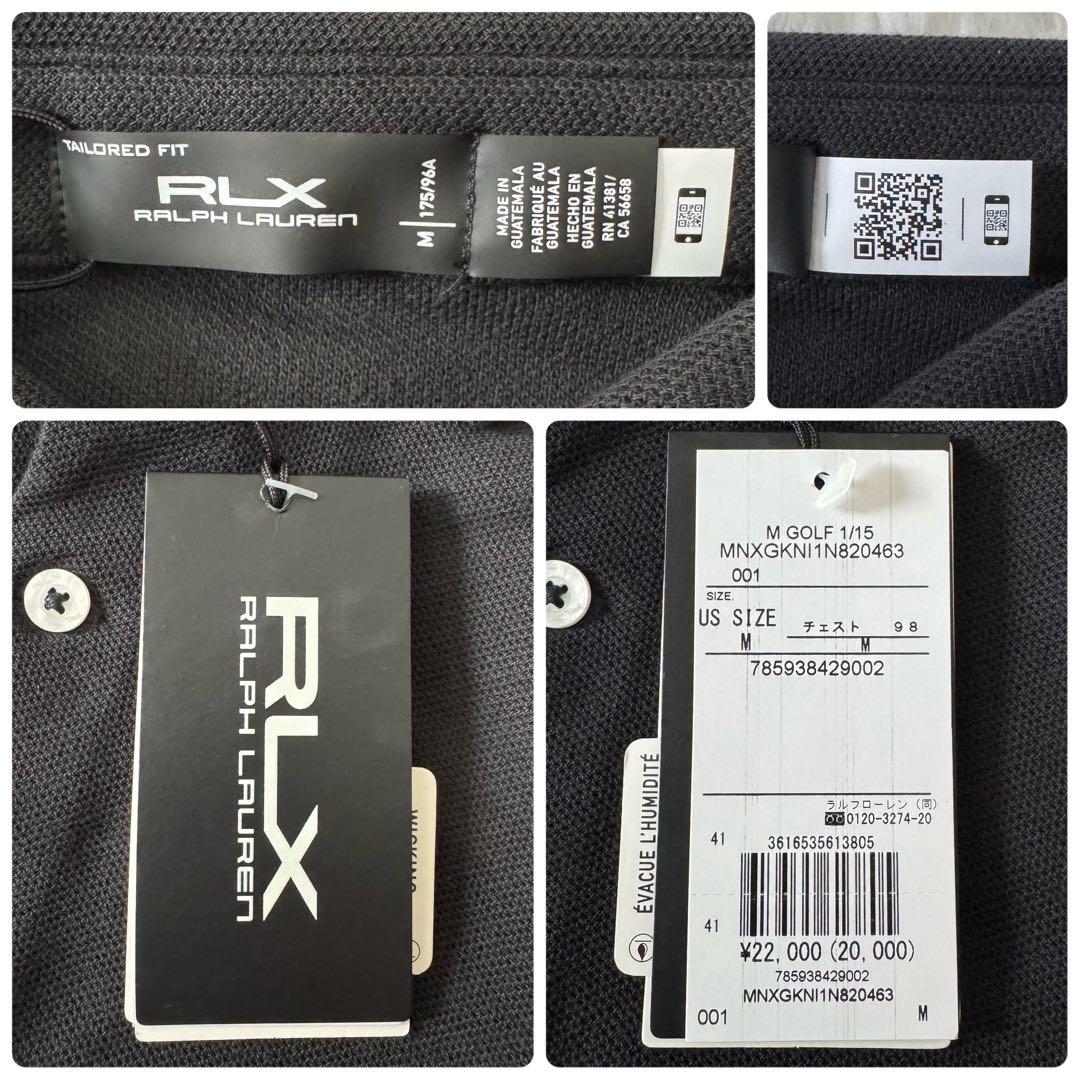 TAILORED FIT
RLX
RALPH LAUREN
M | 175/96A
MADE IN
GUATEMALA
FABRIQUÉ AU
GUATEMALA
HECHO EN
GUATEMALA
RN 41381/
CA 56658
RLX
RALPH LAUREN
WICKING
M GOLF 1/15
MNXGKNI1N820463
001
SIZE.
US SIZE
M
チェスト 98
M
785938429002
ÉVACUE L'HUMIDITÉ
ラルフローレン (同)
0120-3274-20
41
3616535613805
41
¥22,000 (20,000)
785938429002
MNXGKNI1N820463
001 M